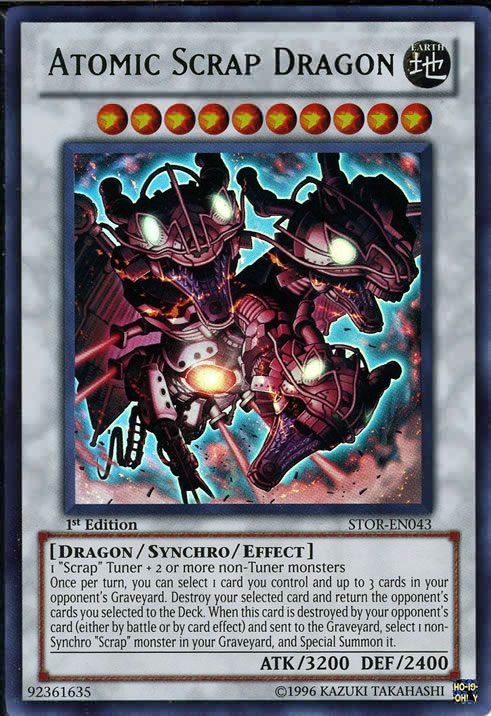 ATOMIC SCRAP DRAGON
EARTH
地
1st Edition
STOR-EN043
[DRAGON/SYNCHRO/EFFECT]
1 "Scrap" Tuner + 2 or more non-Tuner monsters
Once per turn, you can select 1 card you control and up to 3 cards in your
opponent's Graveyard. Destroy your selected card and return the opponent's
cards you selected to the Deck. When this card is destroyed by your opponent's
card (either by battle or by card effect) and sent to the Graveyard, select 1 non-
Synchro "Scrap" monster in your Graveyard, and Special Summon it.
ATK/3200 DEF/2400
92361635
©1996 KAZUKI TAKAHASHI